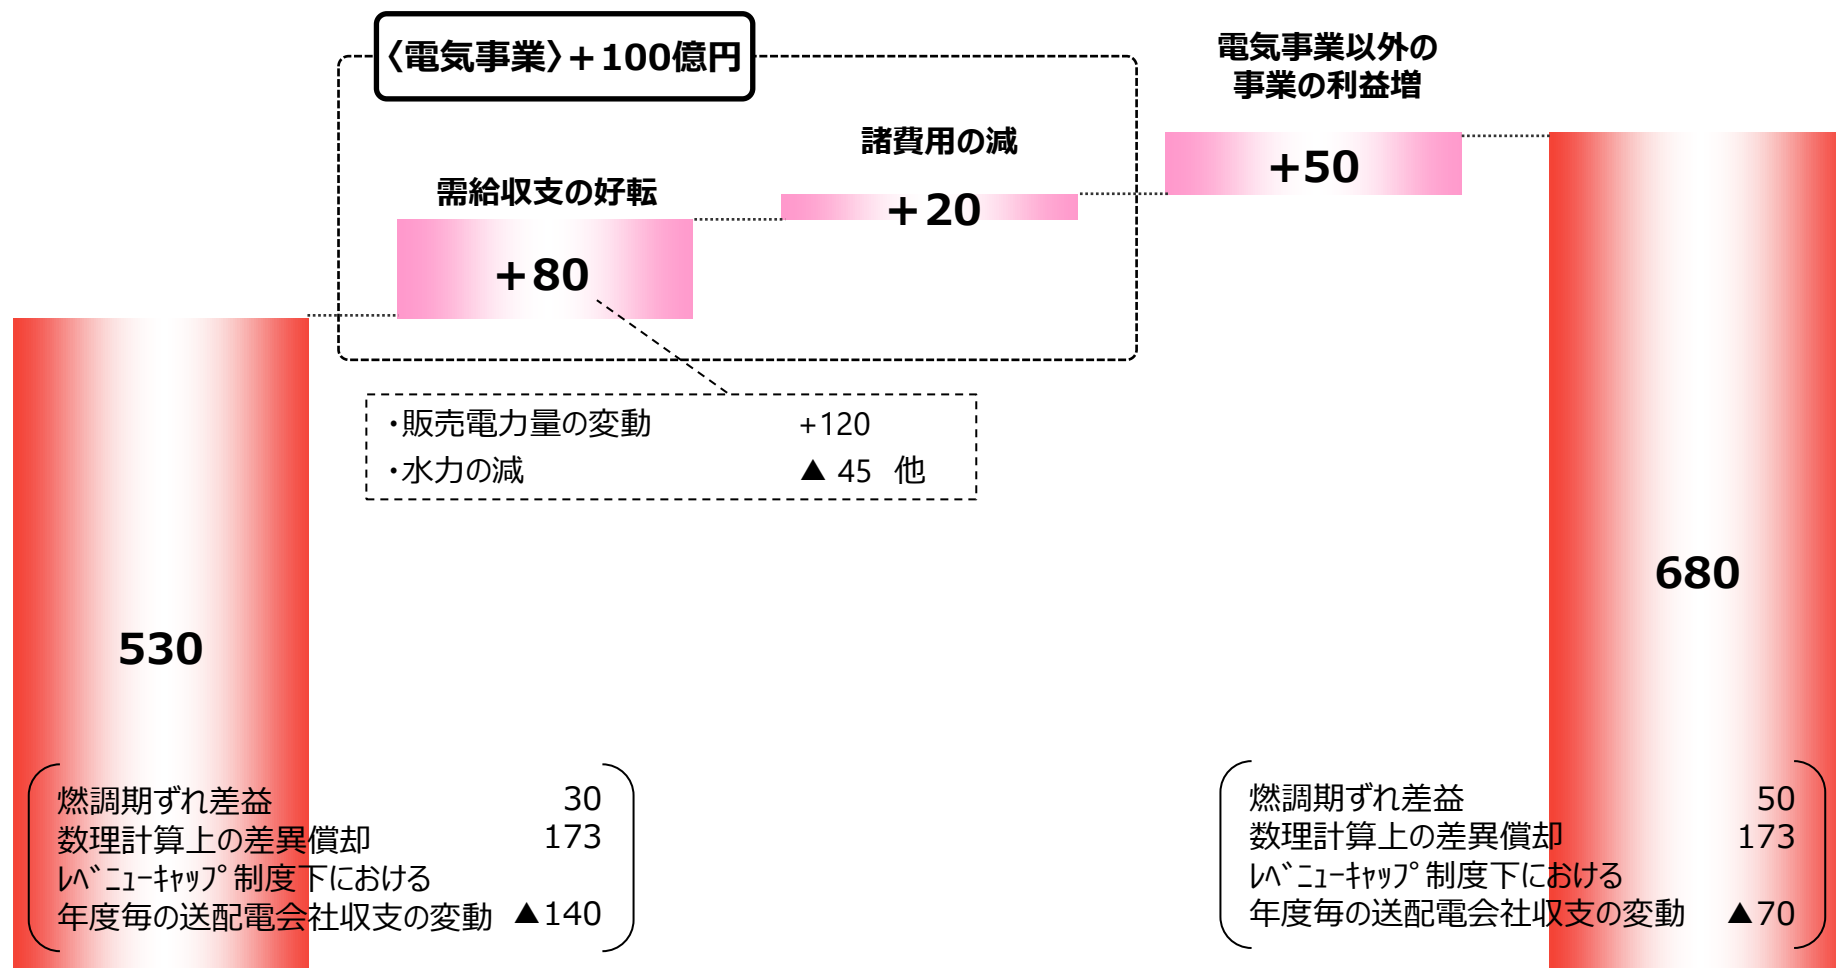 〈電気事業〉＋100億円
電気事業以外の
事業の利益増
諸費用の減
需給収支の好転
+50
＋20
＋80
・販売電力量の変動 +120
・水力の減 ▲ 45 他
530
680
燃調期ずれ差益 30
数理計算上の差異償却 173
ﾚﾍﾞﾆｭｰｷｬｯﾌﾟ制度下における
年度毎の送配電会社収支の変動 ▲140
燃調期ずれ差益 50
数理計算上の差異償却 173
ﾚﾍﾞﾆｭｰｷｬｯﾌﾟ制度下における
年度毎の送配電会社収支の変動 ▲70